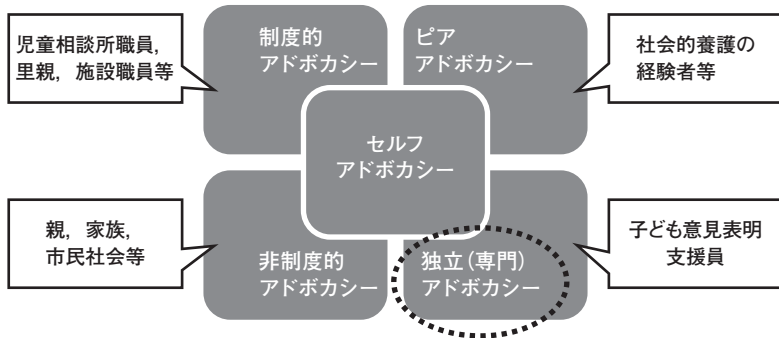 児童相談所職員,
里親, 施設職員等
制度的
アドボカシー
ピア
アドボカシー
社会的養護の
経験者等
セルフ
アドボカシー
親, 家族,
市民社会等
非制度的
アドボカシー
独立(専門)
アドボカシー
子ども意見表明
支援員